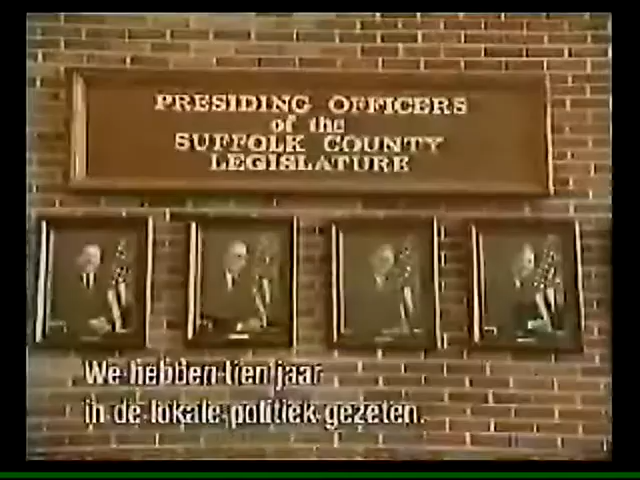 PRESIDING OFFICERS
of the
SUFFOLK COUNTY
LEGISLATURE
We hebben tien jaar
in de lokale politiek gezeten.